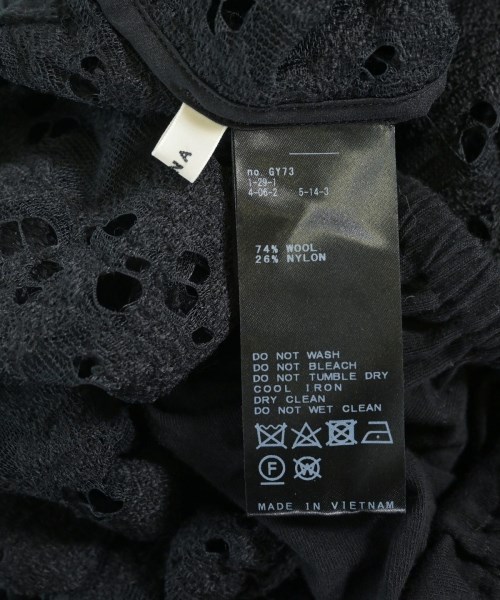 NA
no. GY73
1-29-1
4-06-2 5-14-3
74% WOOL
26% NYLON
DO NOT WASH
DO NOT BLEACH
DO NOT TUMBLE DRY
COOL IRON
DRY CLEAN
DO NOT WET CLEAN
F W
MADE IN VIETNAM